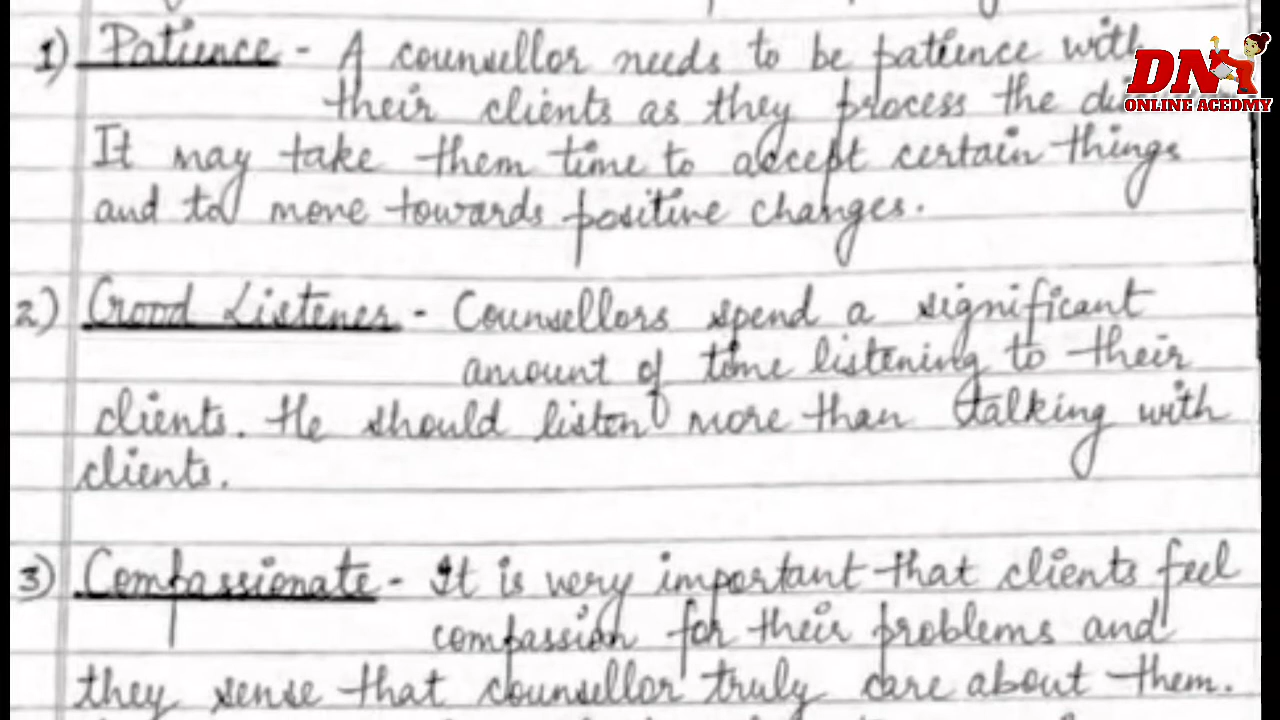 1) Patience - A counsellor needs to be patience with
their clients as they process the
It may take them time to accept certain things
and to move towards positive changes.
2) Good Listener - Counsellors spend a significant
amount of time listening to their
clients. He should listen more than talking with
clients.
3) Compassionate - It is very important that clients feel
compassion for their problems and
they sense that counsellor truly care about them.
DN
ONLINE ACEDMY